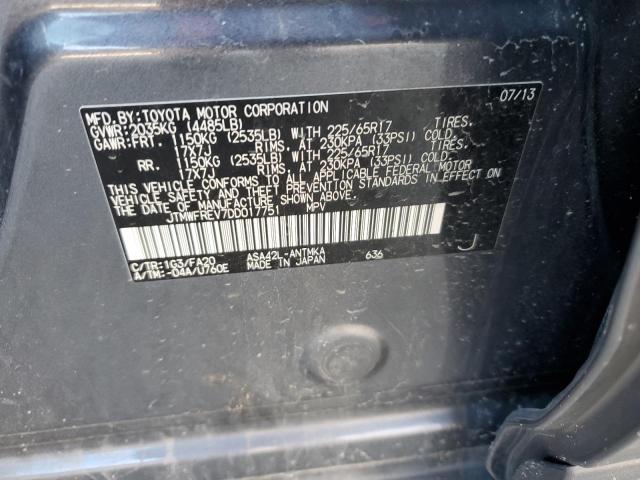 MFD.BY:TOYOTA MOTOR CORPORATION 07/13
GVWR:2035KG (4485LB)
GAWR:FRT. 1150KG (2535LB) WITH 225/65R17 TIRES.
17X7J RIMS. AT 230KPA (33PSI) COLD.
RR. 1150KG (2535LB) WITH 225/65R17 TIRES.
17X7J RIMS. AT 230KPA (33PSI) COLD.
THIS VEHICLE CONFORMS TO ALL APPLICABLE FEDERAL MOTOR
VEHICLE SAFETY AND THEFT PREVENTION STANDARDS IN EFFECT ON
THE DATE OF MANUFACTURE SHOWN ABOVE.
JTMWFREV7DD017751 MPV
J
C/TR:1G3/FA20 ASA42L-ANTMKA 636
A/TM:-04A/U760E MADE IN JAPAN